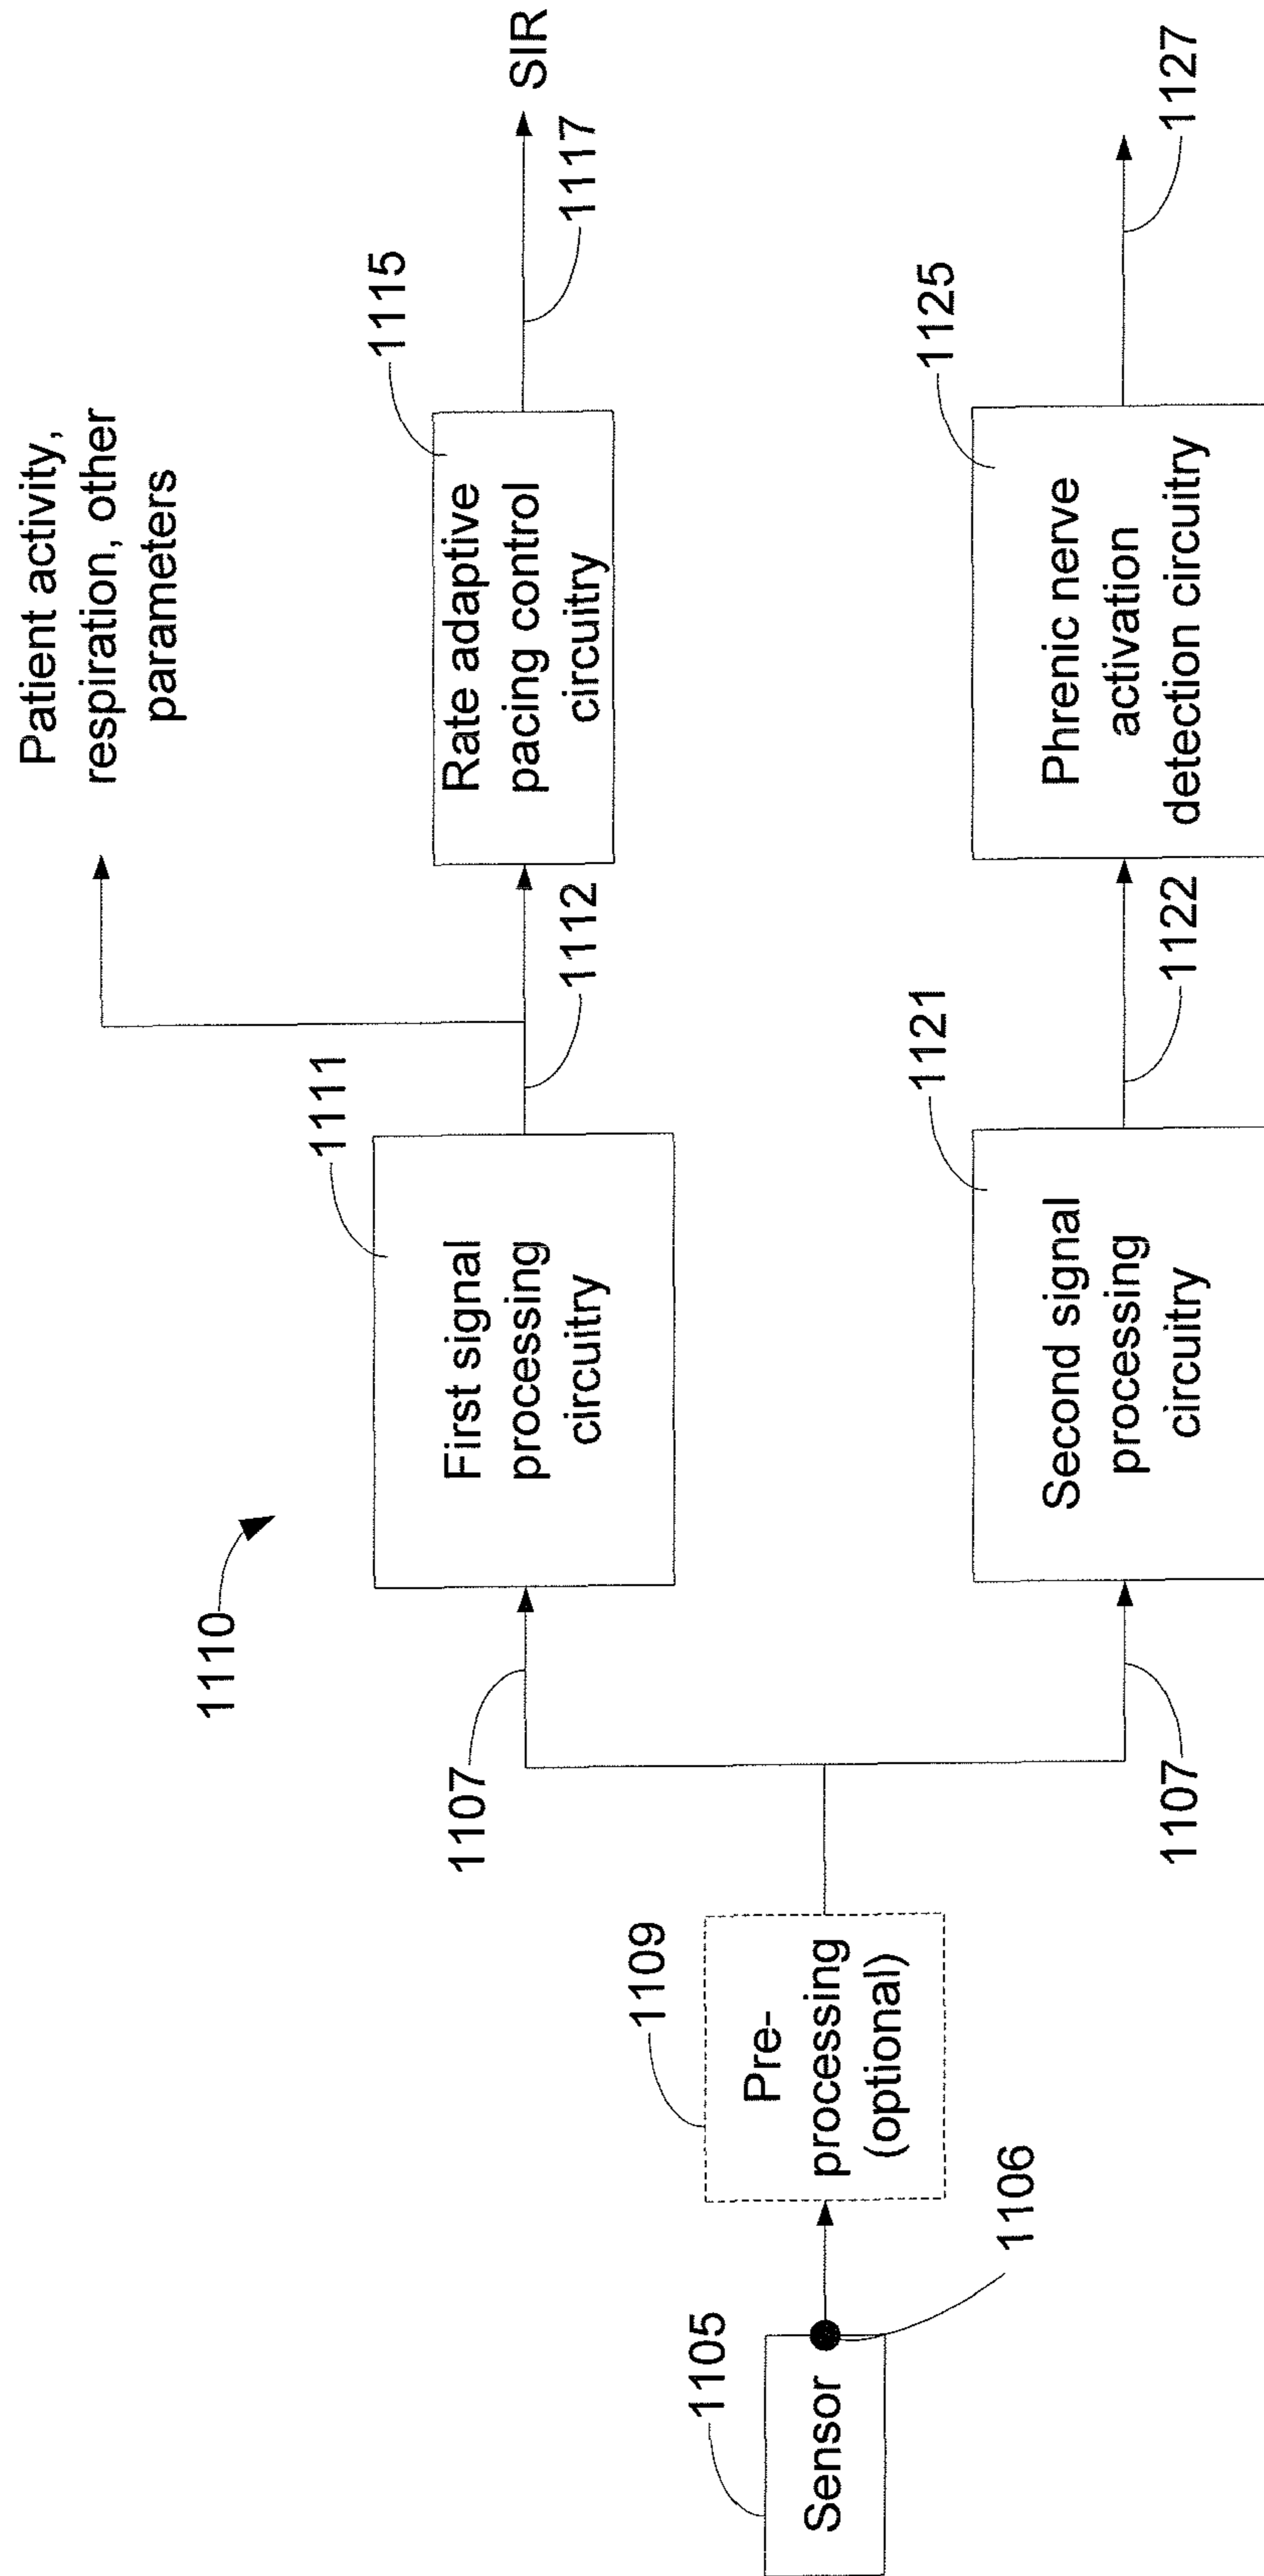 Patient activity,
respiration, other
parameters
1110
1111
1115
SIR
First signal
processing
circuitry
Rate adaptive
pacing control
circuitry
1107
1112
1117
1105
1109
Sensor
Pre-
processing
(optional)
1106
1121
1125
Second signal
processing
circuitry
Phrenic nerve
activation
detection circuitry
1107
1122
1127